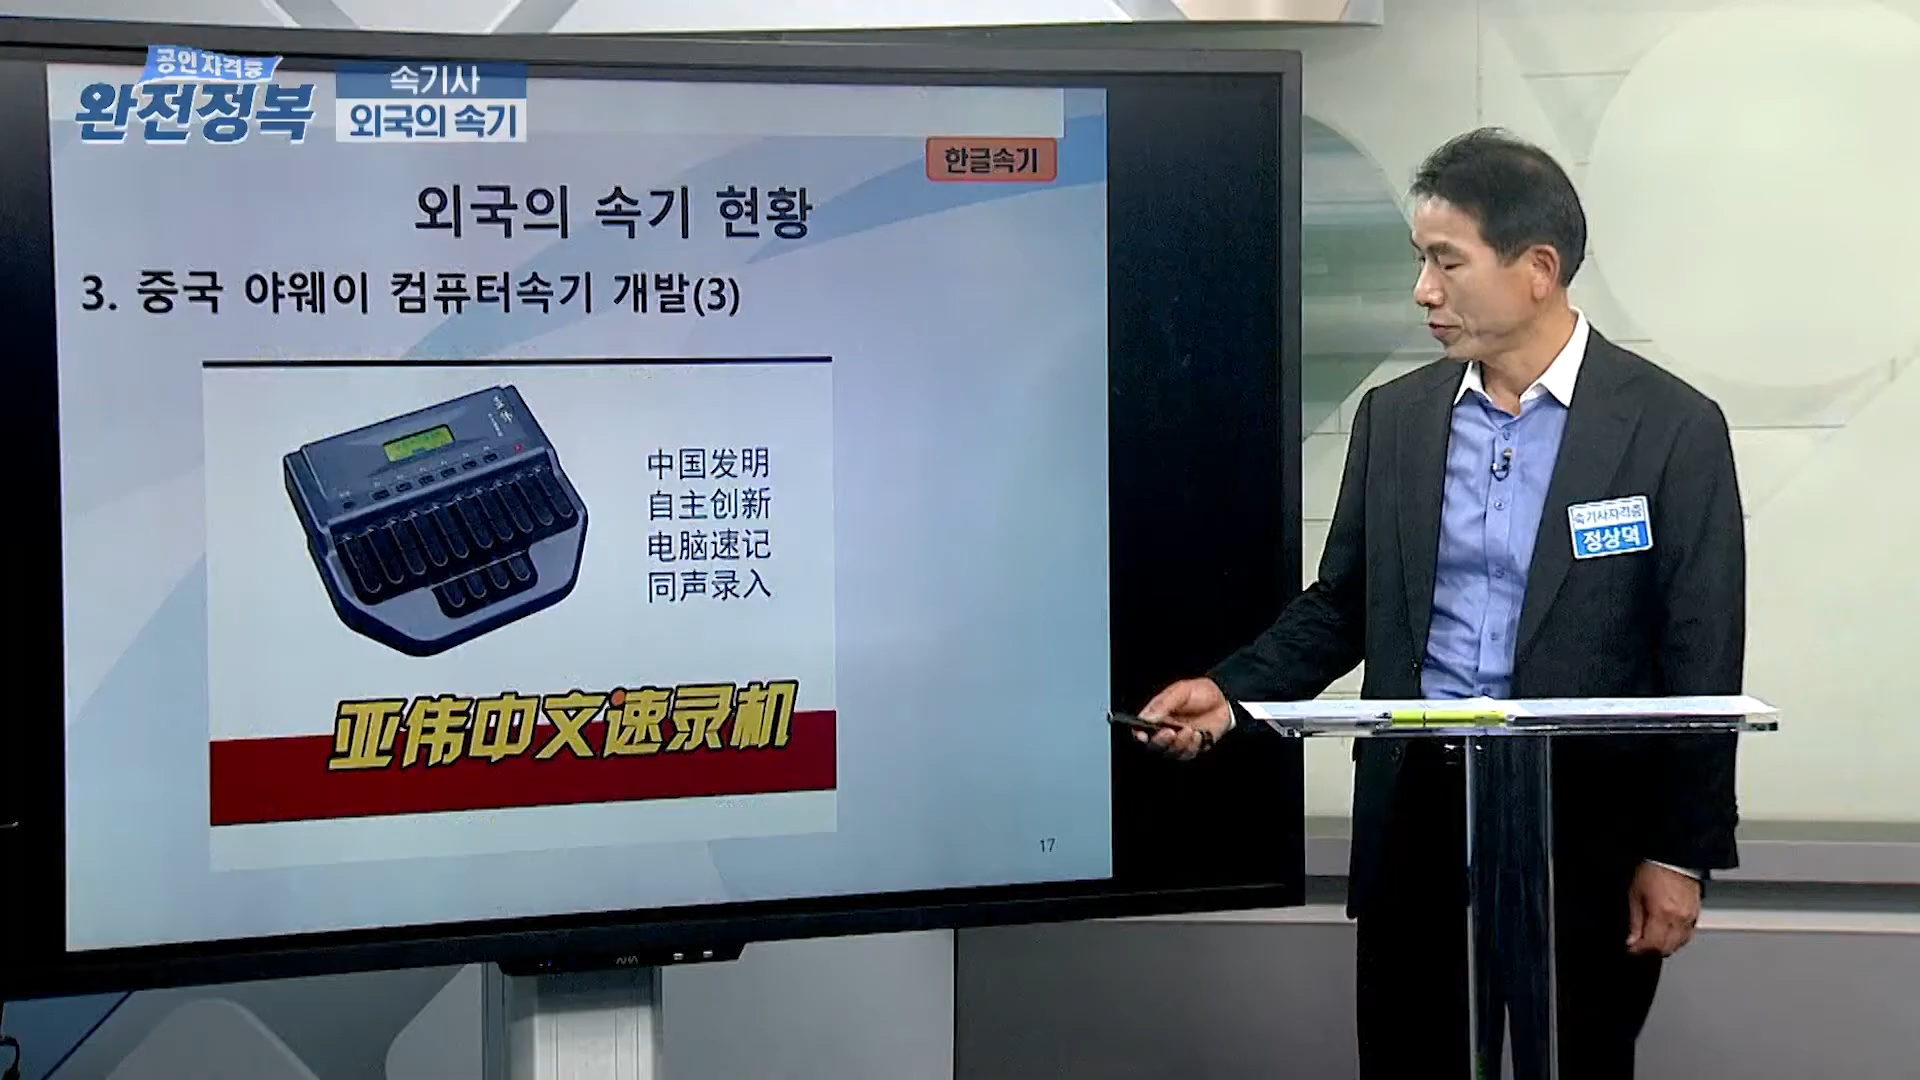 공인자격증
완전정복
속기사
외국의 속기
한글속기
외국의 속기 현황
3. 중국 야웨이 컴퓨터속기 개발(3)
中国发明
自主创新
电脑速记
同声录入
亚伟中文速录机
17
속기사자격증
정상덕